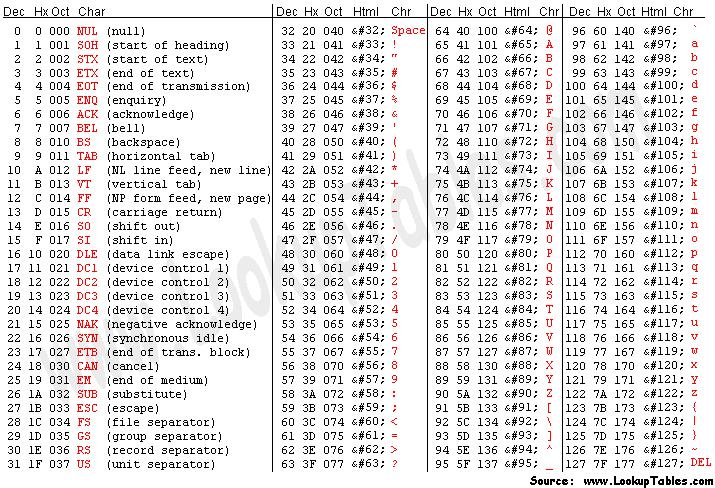 Dec Hx Oct Char Dec Hx Oct Html Chr Dec Hx Oct Html Chr Dec Hx Oct Html Chr
0 0 000 NUL (null) 32 20 040 &#32; Space 64 40 100 &#64; @ 96 60 140 &#96; `
1 1 001 SOH (start of heading) 33 21 041 &#33; ! 65 41 101 &#65; A 97 61 141 &#97; a
2 2 002 STX (start of text) 34 22 042 &#34; " 66 42 102 &#66; B 98 62 142 &#98; b
3 3 003 ETX (end of text) 35 23 043 &#35; # 67 43 103 &#67; C 99 63 143 &#99; c
4 4 004 EOT (end of transmission) 36 24 044 &#36; $ 68 44 104 &#68; D 100 64 144 &#100; d
5 5 005 ENQ (enquiry) 37 25 045 &#37; % 69 45 105 &#69; E 101 65 145 &#101; e
6 6 006 ACK (acknowledge) 38 26 046 &#38; & 70 46 106 &#70; F 102 66 146 &#102; f
7 7 007 BEL (bell) 39 27 047 &#39; ' 71 47 107 &#71; G 103 67 147 &#103; g
8 8 010 BS (backspace) 40 28 050 &#40; ( 72 48 110 &#72; H 104 68 150 &#104; h
9 9 011 TAB (horizontal tab) 41 29 051 &#41; ) 73 49 111 &#73; I 105 69 151 &#105; i
10 A 012 LF (NL line feed, new line) 42 2A 052 &#42; * 74 4A 112 &#74; J 106 6A 152 &#106; j
11 B 013 VT (vertical tab) 43 2B 053 &#43; + 75 4B 113 &#75; K 107 6B 153 &#107; k
12 C 014 FF (NP form feed, new page) 44 2C 054 &#44; , 76 4C 114 &#76; L 108 6C 154 &#108; l
13 D 015 CR (carriage return) 45 2D 055 &#45; - 77 4D 115 &#77; M 109 6D 155 &#109; m
14 E 016 SO (shift out) 46 2E 056 &#46; . 78 4E 116 &#78; N 110 6E 156 &#110; n
15 F 017 SI (shift in) 47 2F 057 &#47; / 79 4F 117 &#79; O 111 6F 157 &#111; o
16 10 020 DLE (data link escape) 48 30 060 &#48; 0 80 50 120 &#80; P 112 70 160 &#112; p
17 11 021 DC1 (device control 1) 49 31 061 &#49; 1 81 51 121 &#81; Q 113 71 161 &#113; q
18 12 022 DC2 (device control 2) 50 32 062 &#50; 2 82 52 122 &#82; R 114 72 162 &#114; r
19 13 023 DC3 (device control 3) 51 33 063 &#51; 3 83 53 123 &#83; S 115 73 163 &#115; s
20 14 024 DC4 (device control 4) 52 34 064 &#52; 4 84 54 124 &#84; T 116 74 164 &#116; t
21 15 025 NAK (negative acknowledge) 53 35 065 &#53; 5 85 55 125 &#85; U 117 75 165 &#117; u
22 16 026 SYN (synchronous idle) 54 36 066 &#54; 6 86 56 126 &#86; V 118 76 166 &#118; v
23 17 027 ETB (end of trans. block) 55 37 067 &#55; 7 87 57 127 &#87; W 119 77 167 &#119; w
24 18 030 CAN (cancel) 56 38 070 &#56; 8 88 58 130 &#88; X 120 78 170 &#120; x
25 19 031 EM (end of medium) 57 39 071 &#57; 9 89 59 131 &#89; Y 121 79 171 &#121; y
26 1A 032 SUB (substitute) 58 3A 072 &#58; : 90 5A 132 &#90; Z 122 7A 172 &#122; z
27 1B 033 ESC (escape) 59 3B 073 &#59; ; 91 5B 133 &#91; [ 123 7B 173 &#123; {
28 1C 034 FS (file separator) 60 3C 074 &#60; < 92 5C 134 &#92; \ 124 7C 174 &#124; |
29 1D 035 GS (group separator) 61 3D 075 &#61; = 93 5D 135 &#93; ] 125 7D 175 &#125; }
30 1E 036 RS (record separator) 62 3E 076 &#62; > 94 5E 136 &#94; ^ 126 7E 176 &#126; ~
31 1F 037 US (unit separator) 63 3F 077 &#63; ? 95 5F 137 &#95; _ 127 7F 177 &#127; DEL
Source: www.LookupTables.com